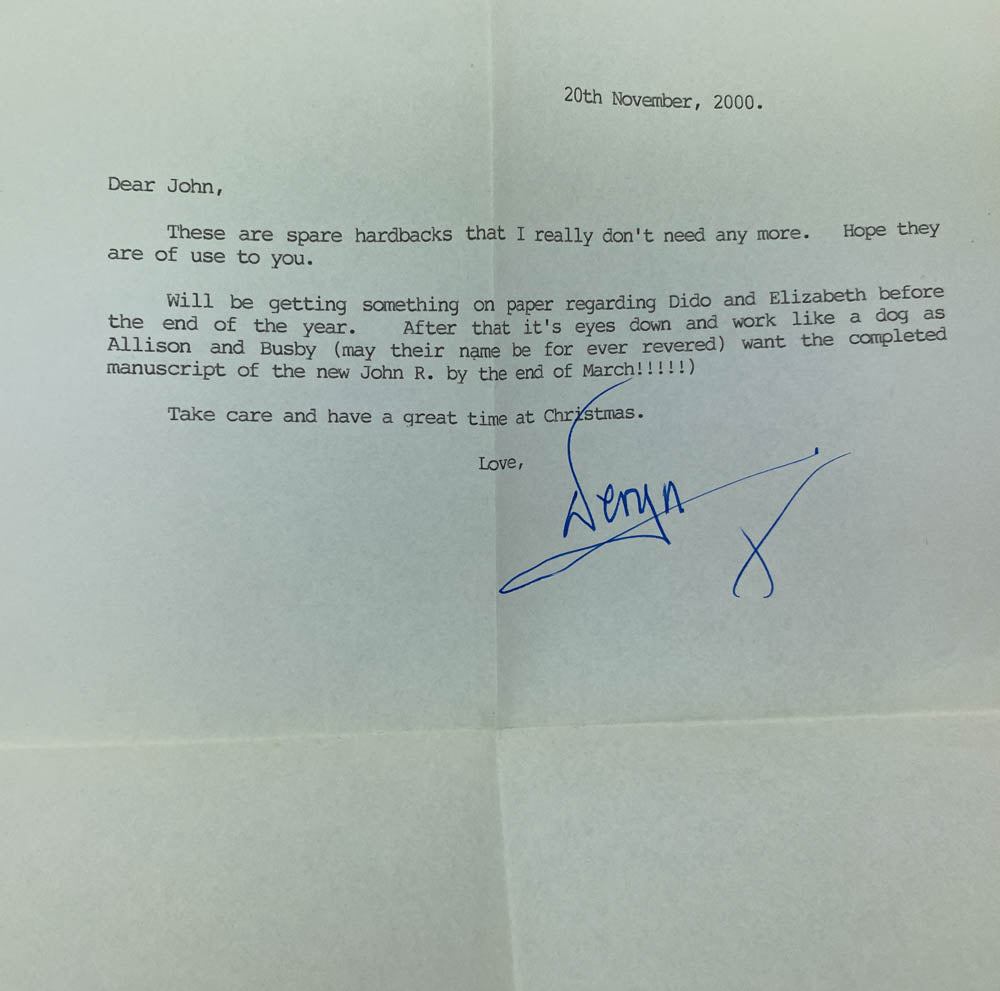 20th November, 2000.
Dear John,
These are spare hardbacks that I really don't need any more. Hope they
are of use to you.
Will be getting something on paper regarding Dido and Elizabeth before
the end of the year. After that it's eyes down and work like a dog as
Allison and Busby (may their name be for ever revered) want the completed
manuscript of the new John R. by the end of March!!!!!)
Take care and have a great time at Christmas.
Love,
Deryn
X